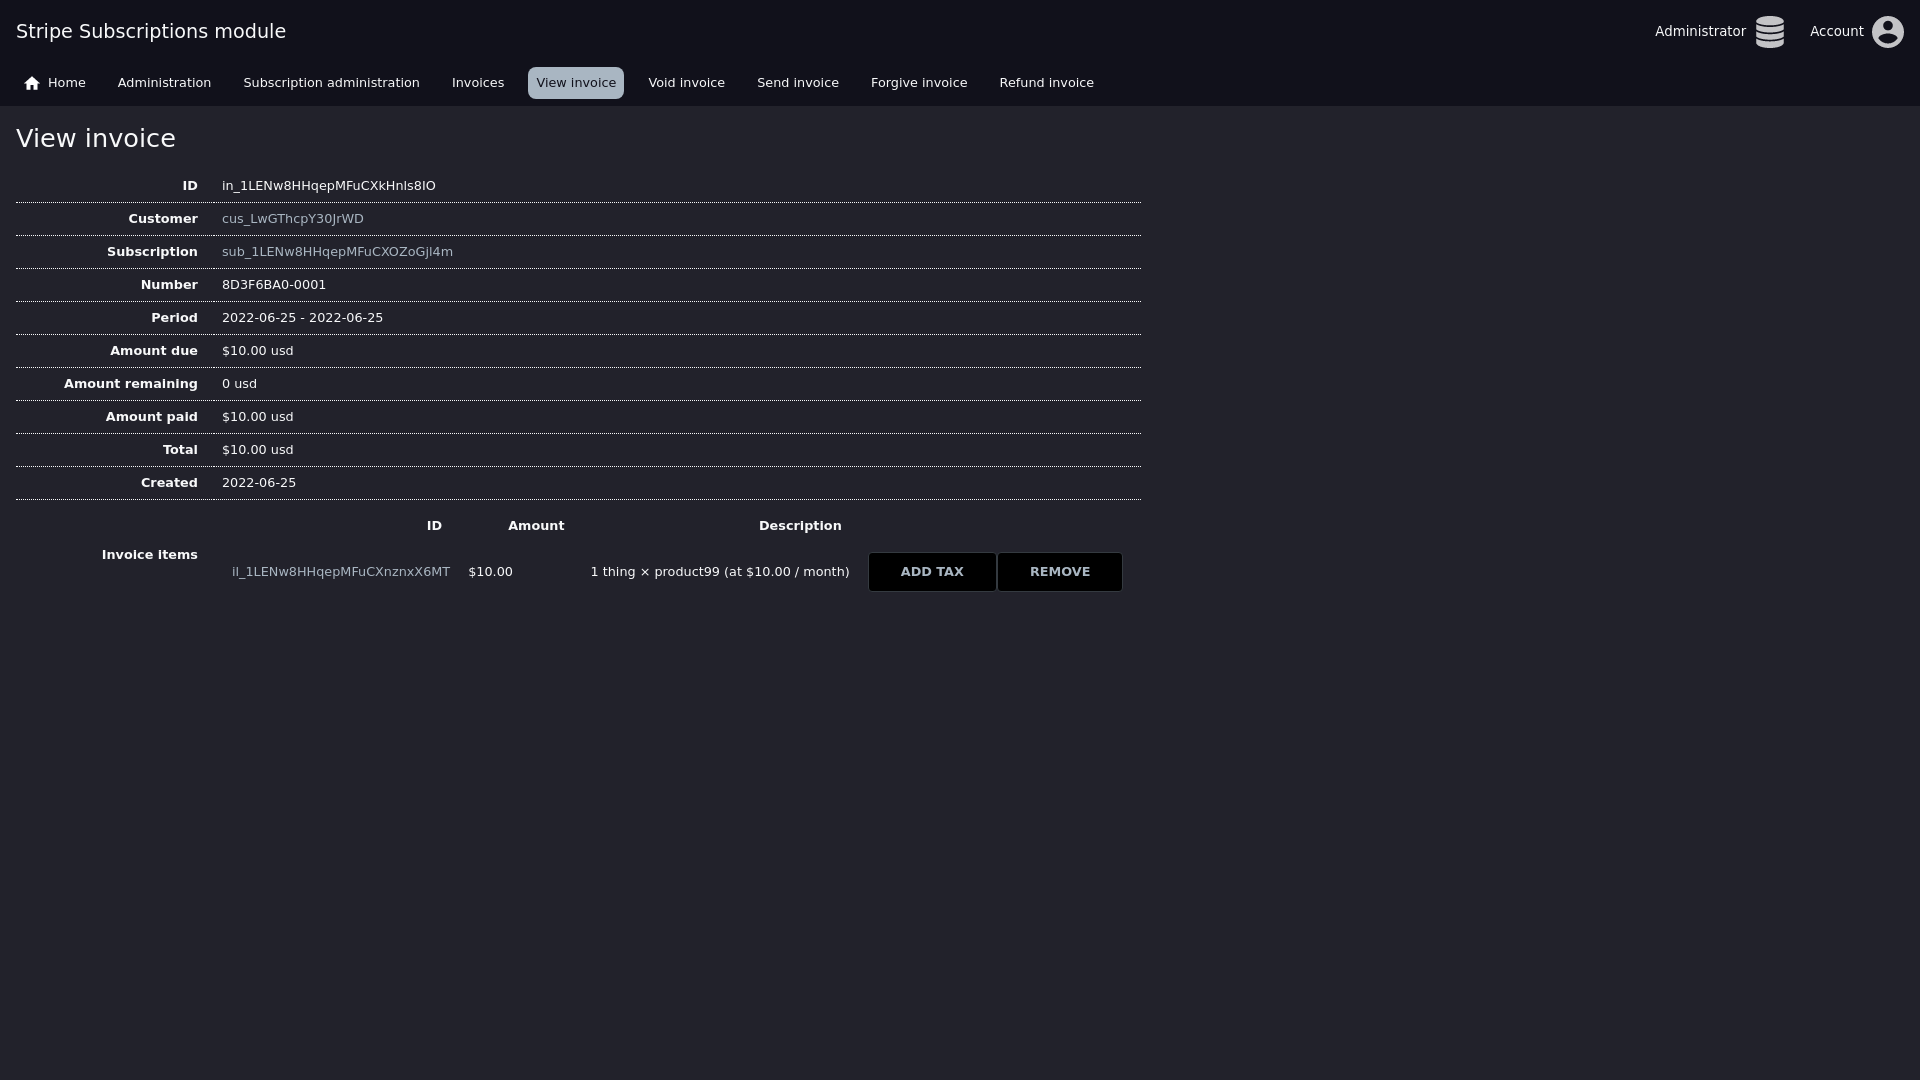 Stripe Subscriptions module
Administrator Account
Home Administration Subscription administration Invoices View invoice Void invoice Send invoice Forgive invoice Refund invoice
View invoice
ID in_1LENw8HHqepMFuCXkHnls8IO
Customer cus_LwGThcpY30JrWD
Subscription sub_1LENw8HHqepMFuCXOZoGjl4m
Number 8D3F6BA0-0001
Period 2022-06-25 - 2022-06-25
Amount due $10.00 usd
Amount remaining 0 usd
Amount paid $10.00 usd
Total $10.00 usd
Created 2022-06-25
Invoice items
ID Amount Description
il_1LENw8HHqepMFuCXnznxX6MT $10.00 1 thing × product99 (at $10.00 / month) ADD TAX REMOVE